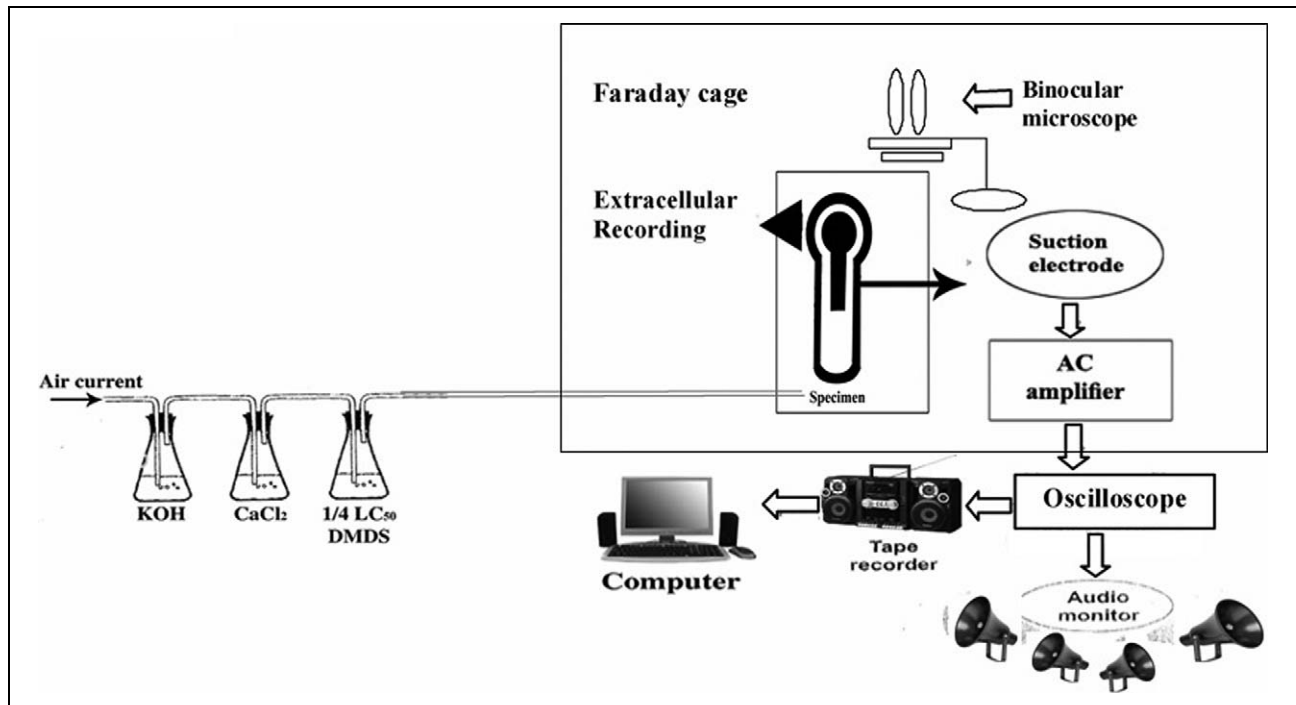 Faraday cage
Binocular
microscope
Extracellular
Recording
Suction
electrode
AC
amplifier
Air current
Specimen
KOH
CaCl₂
1/4 LC₅₀
DMDS
Oscilloscope
Tape
recorder
Computer
Audio
monitor